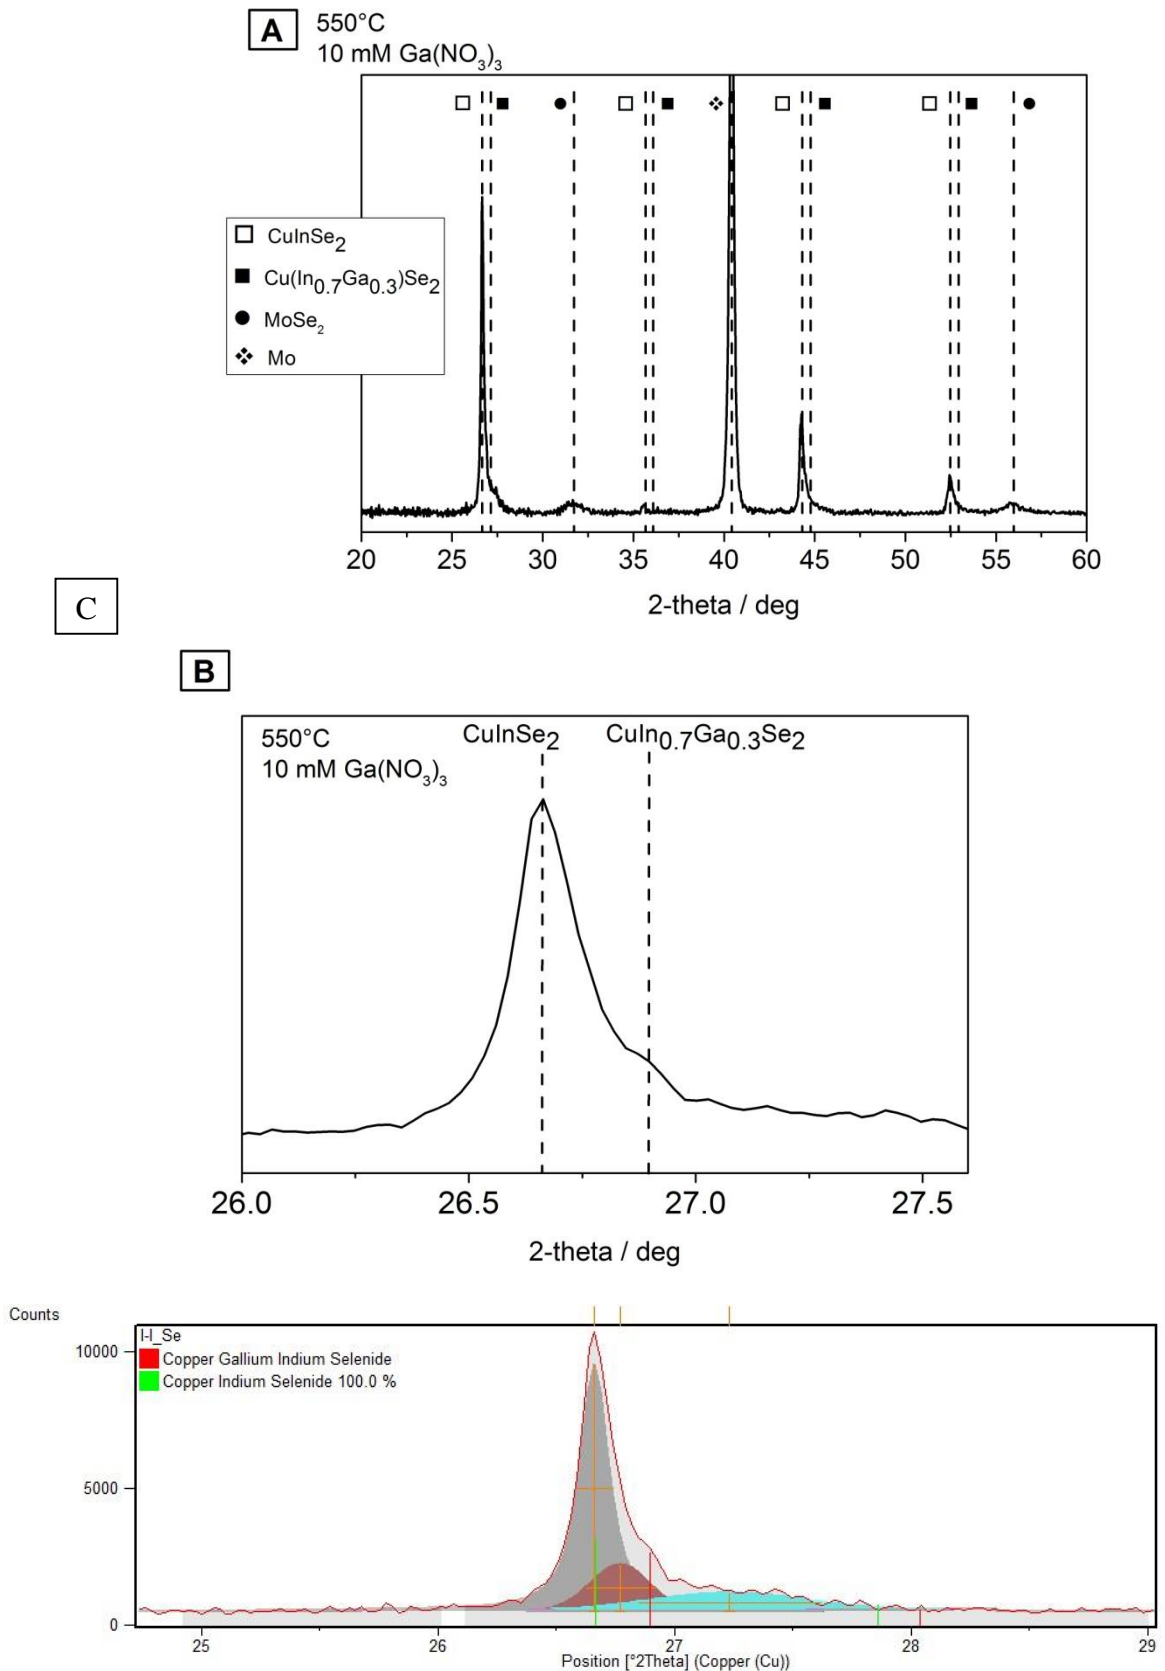 A
550°C
10 mM Ga(NO3)3
CuInSe2
Cu(In0.7Ga0.3)Se2
MoSe2
Mo
20 25 30 35 40 45 50 55 60
2-theta / deg
C
B
550°C
10 mM Ga(NO3)3
CuInSe2
CuIn0.7Ga0.3Se2
26.0 26.5 27.0 27.5
2-theta / deg
Counts
I-I_Se
Copper Gallium Indium Selenide
Copper Indium Selenide 100.0 %
10000
5000
0
25 26 27 28 29
Position [°2Theta] (Copper (Cu))